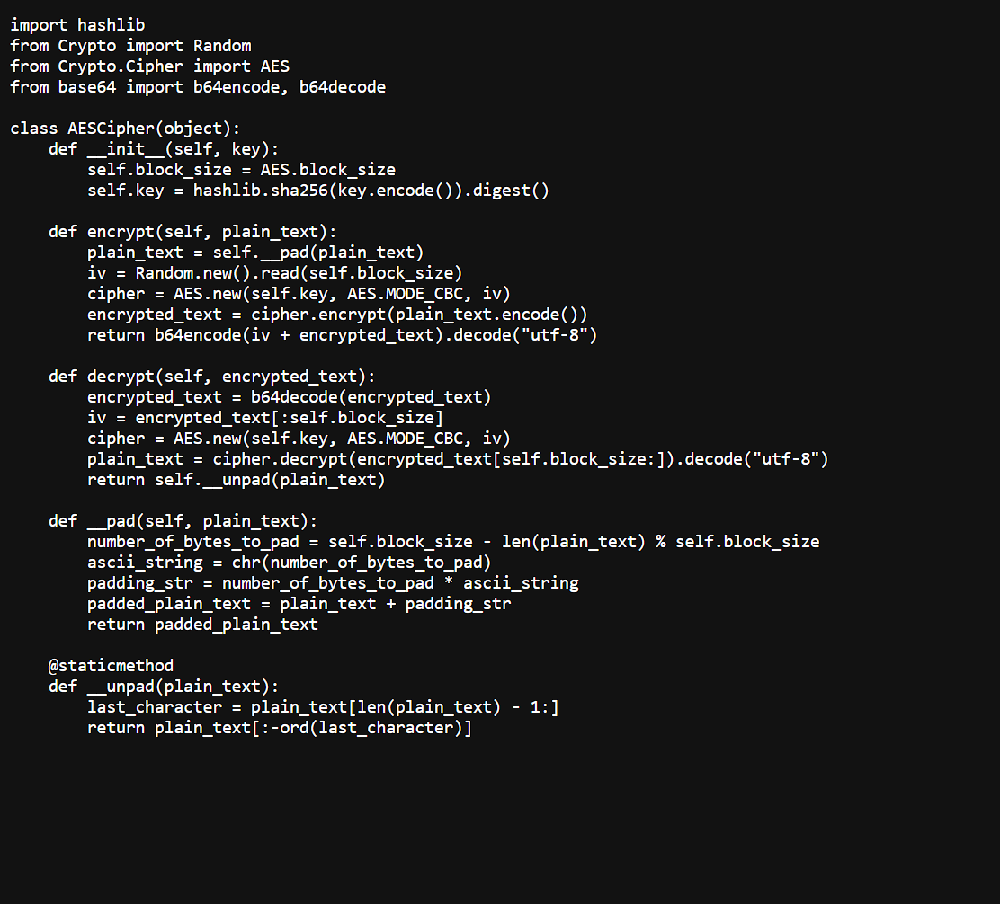 import hashlib
from Crypto import Random
from Crypto.Cipher import AES
from base64 import b64encode, b64decode

class AESCipher(object):
    def __init__(self, key):
        self.block_size = AES.block_size
        self.key = hashlib.sha256(key.encode()).digest()

    def encrypt(self, plain_text):
        plain_text = self.__pad(plain_text)
        iv = Random.new().read(self.block_size)
        cipher = AES.new(self.key, AES.MODE_CBC, iv)
        encrypted_text = cipher.encrypt(plain_text.encode())
        return b64encode(iv + encrypted_text).decode("utf-8")

    def decrypt(self, encrypted_text):
        encrypted_text = b64decode(encrypted_text)
        iv = encrypted_text[:self.block_size]
        cipher = AES.new(self.key, AES.MODE_CBC, iv)
        plain_text = cipher.decrypt(encrypted_text[self.block_size:]).decode("utf-8")
        return self.__unpad(plain_text)

    def __pad(self, plain_text):
        number_of_bytes_to_pad = self.block_size - len(plain_text) % self.block_size
        ascii_string = chr(number_of_bytes_to_pad)
        padding_str = number_of_bytes_to_pad * ascii_string
        padded_plain_text = plain_text + padding_str
        return padded_plain_text

    @staticmethod
    def __unpad(plain_text):
        last_character = plain_text[len(plain_text) - 1:]
        return plain_text[:-ord(last_character)]